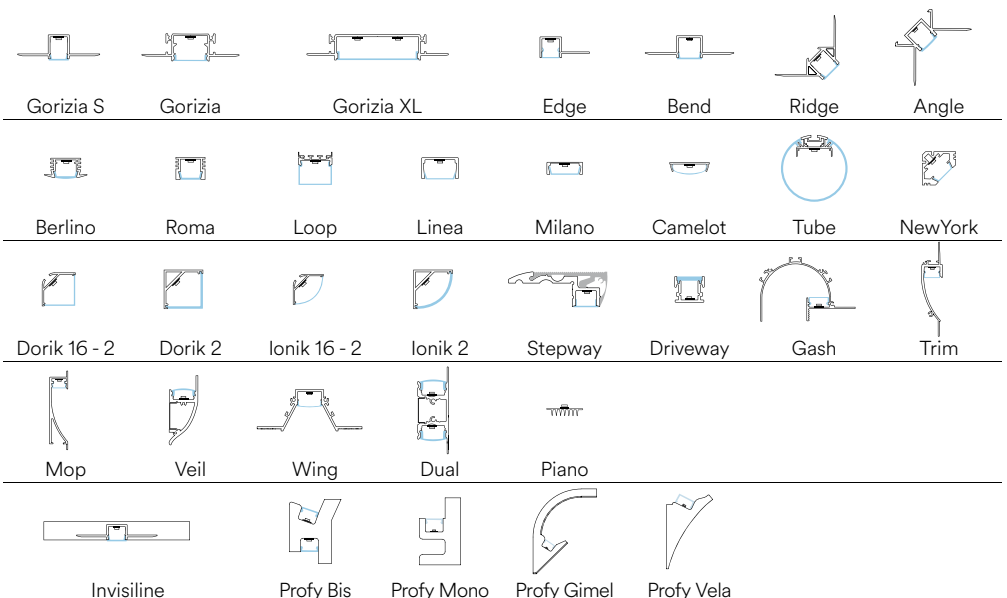 Gorizia S Gorizia Gorizia XL Edge Bend Ridge Angle
Berlino Roma Loop Linea Milano Camelot Tube NewYork
Dorik 16 - 2 Dorik 2 Ionik 16 - 2 Ionik 2 Stepway Driveway Gash Trim
Mop Veil Wing Dual Piano
Invisiline Profy Bis Profy Mono Profy Gimel Profy Vela